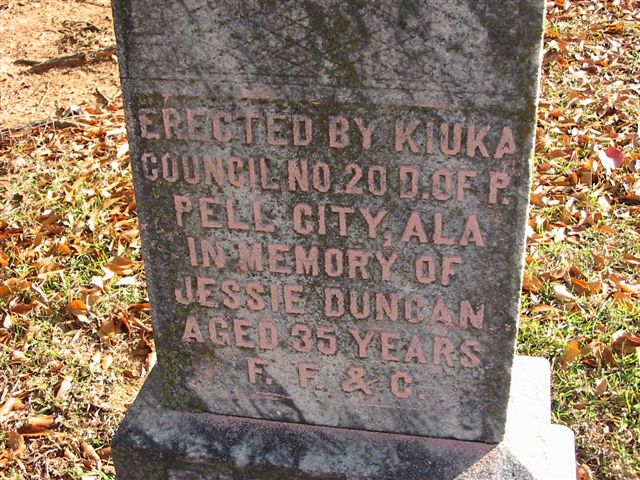 ERECTED BY KIUKA
COUNCIL NO. 20 D. OF P.
PELL CITY, ALA
IN MEMORY OF
JESSIE DUNCAN
AGED 35 YEARS.
F. F. & C.